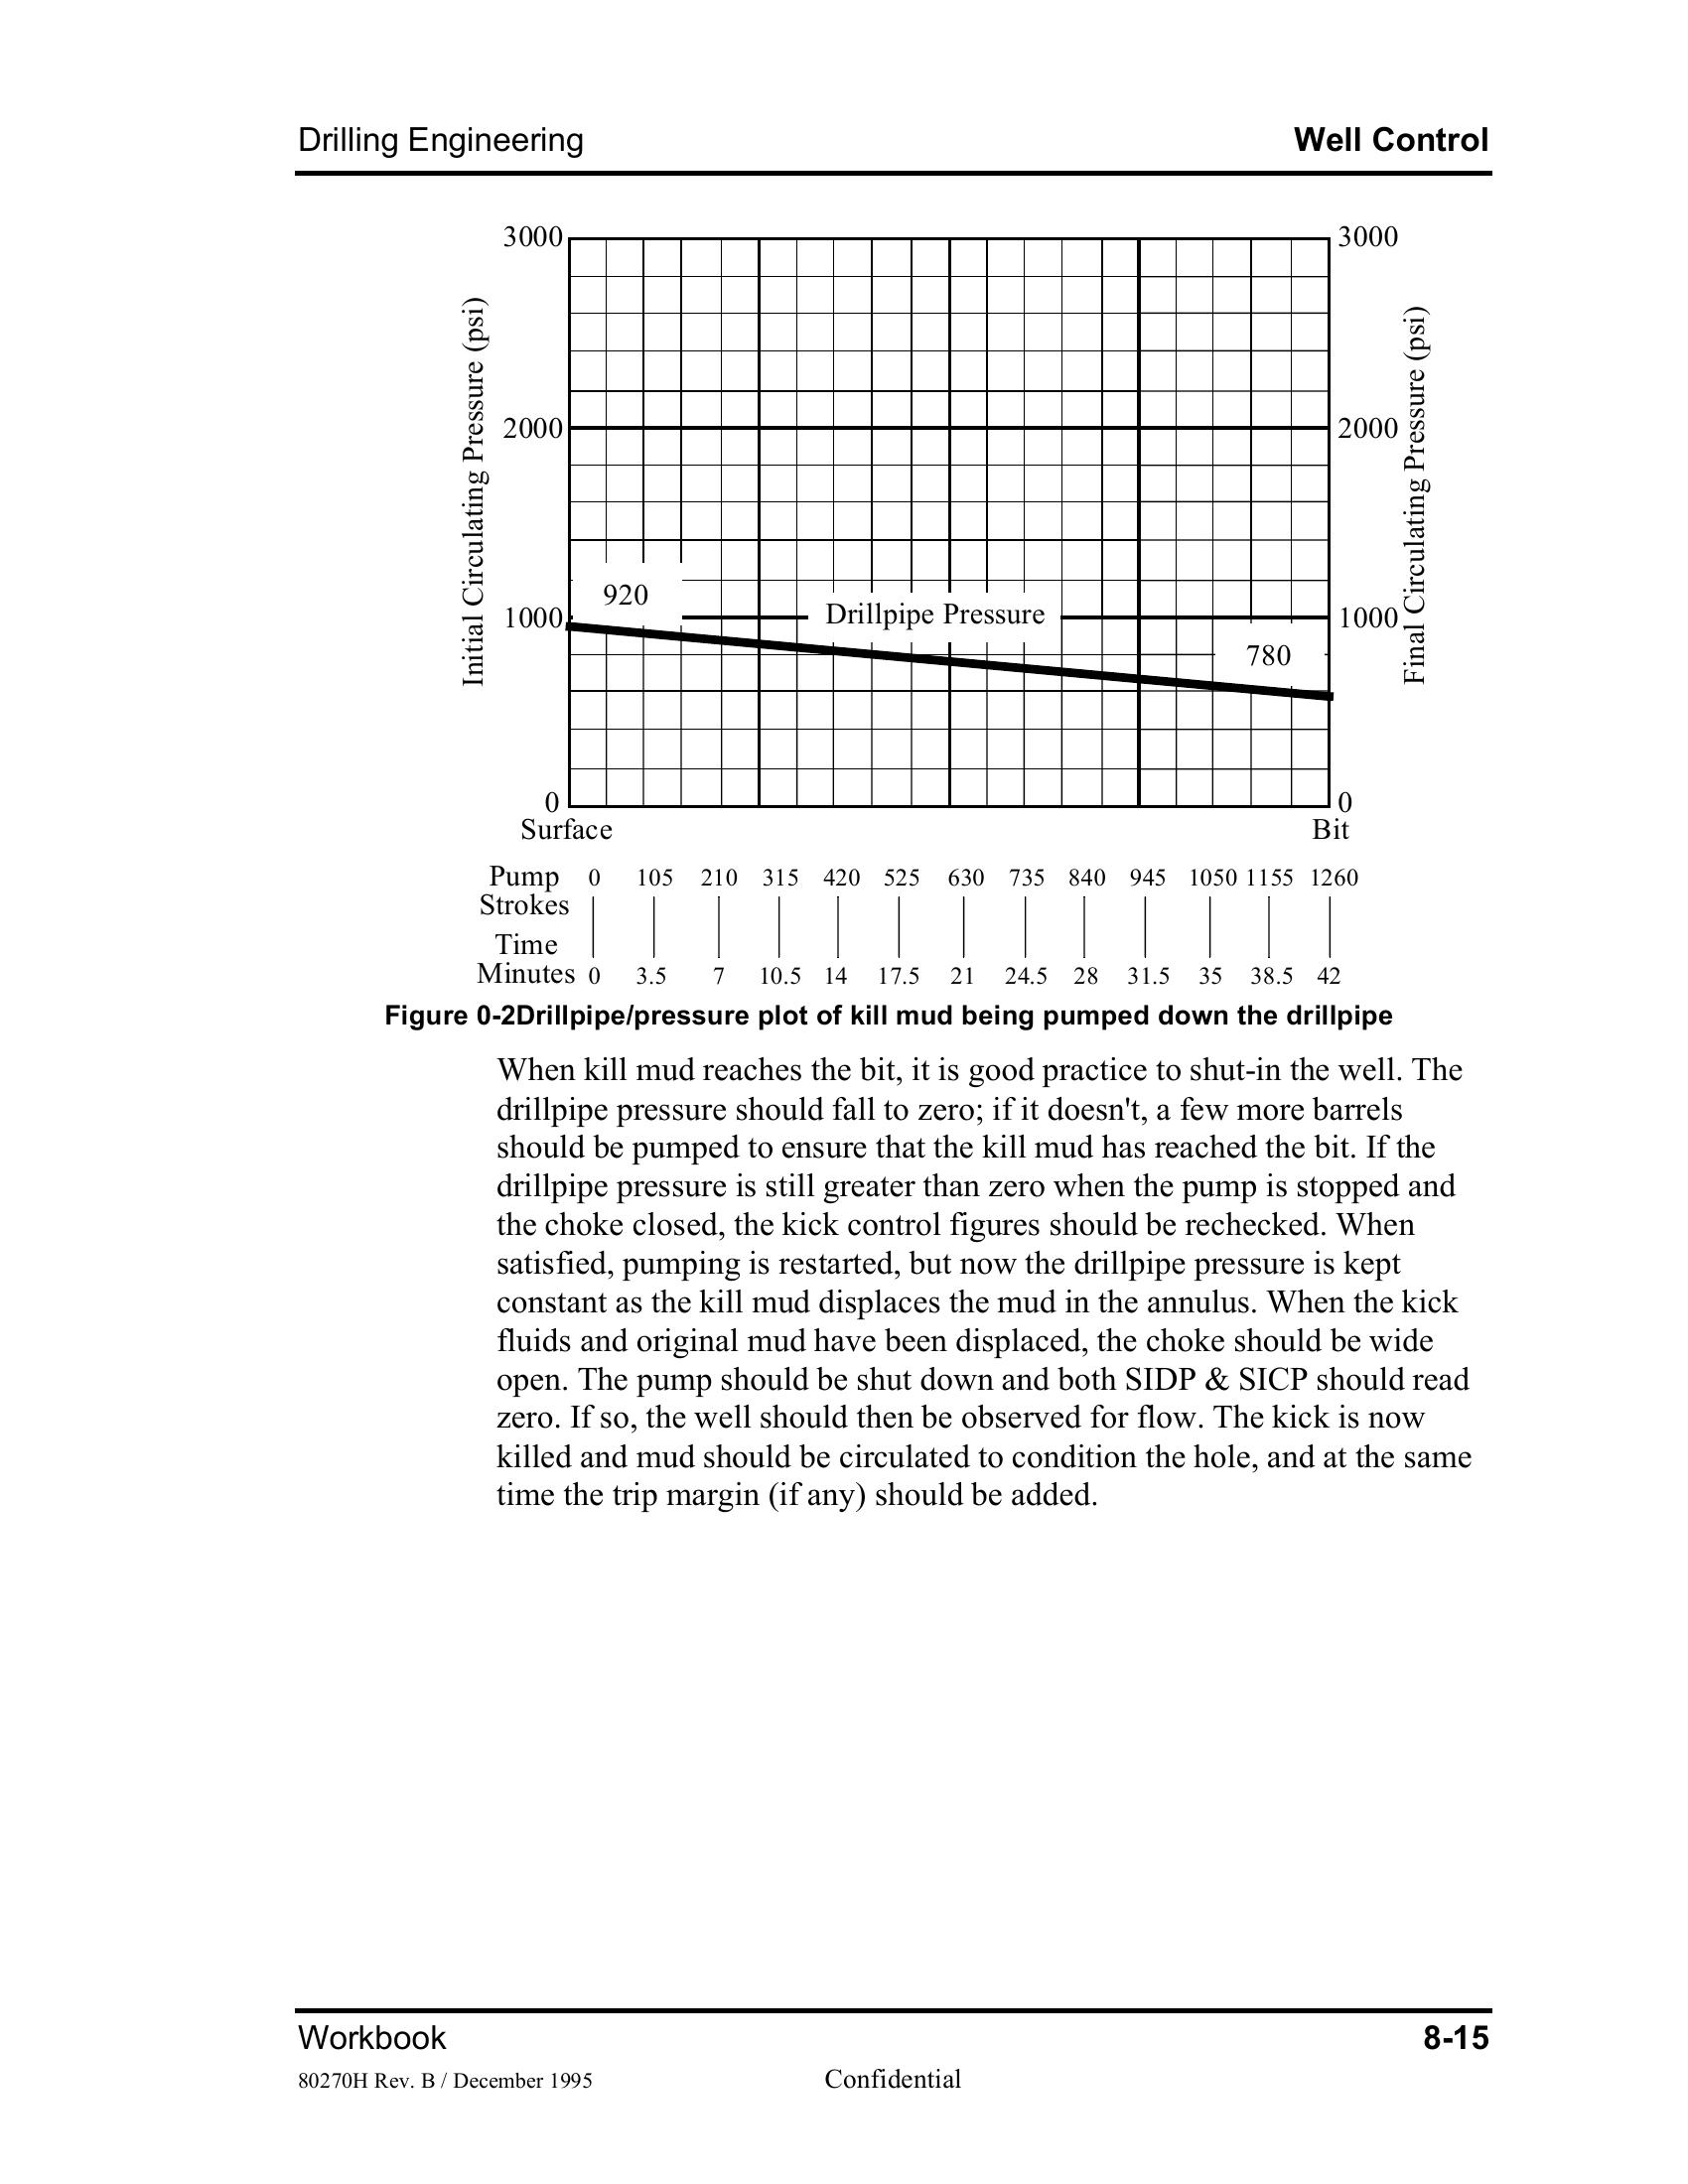 Drilling Engineering Well Control
3000 3000
Initial Circulating Pressure (psi)
Final Circulating Pressure (psi)
2000 2000
920
1000 Drillpipe Pressure 1000
780
0 0
Surface Bit
Pump 0 105 210 315 420 525 630 735 840 945 1050 1155 1260
Strokes
Time
Minutes 0 3.5 7 10.5 14 17.5 21 24.5 28 31.5 35 38.5 42
Figure 0-2Drillpipe/pressure plot of kill mud being pumped down the drillpipe
When kill mud reaches the bit, it is good practice to shut-in the well. The
drillpipe pressure should fall to zero; if it doesn't, a few more barrels
should be pumped to ensure that the kill mud has reached the bit. If the
drillpipe pressure is still greater than zero when the pump is stopped and
the choke closed, the kick control figures should be rechecked. When
satisfied, pumping is restarted, but now the drillpipe pressure is kept
constant as the kill mud displaces the mud in the annulus. When the kick
fluids and original mud have been displaced, the choke should be wide
open. The pump should be shut down and both SIDP & SICP should read
zero. If so, the well should then be observed for flow. The kick is now
killed and mud should be circulated to condition the hole, and at the same
time the trip margin (if any) should be added.
Workbook 8-15
80270H Rev. B / December 1995 Confidential